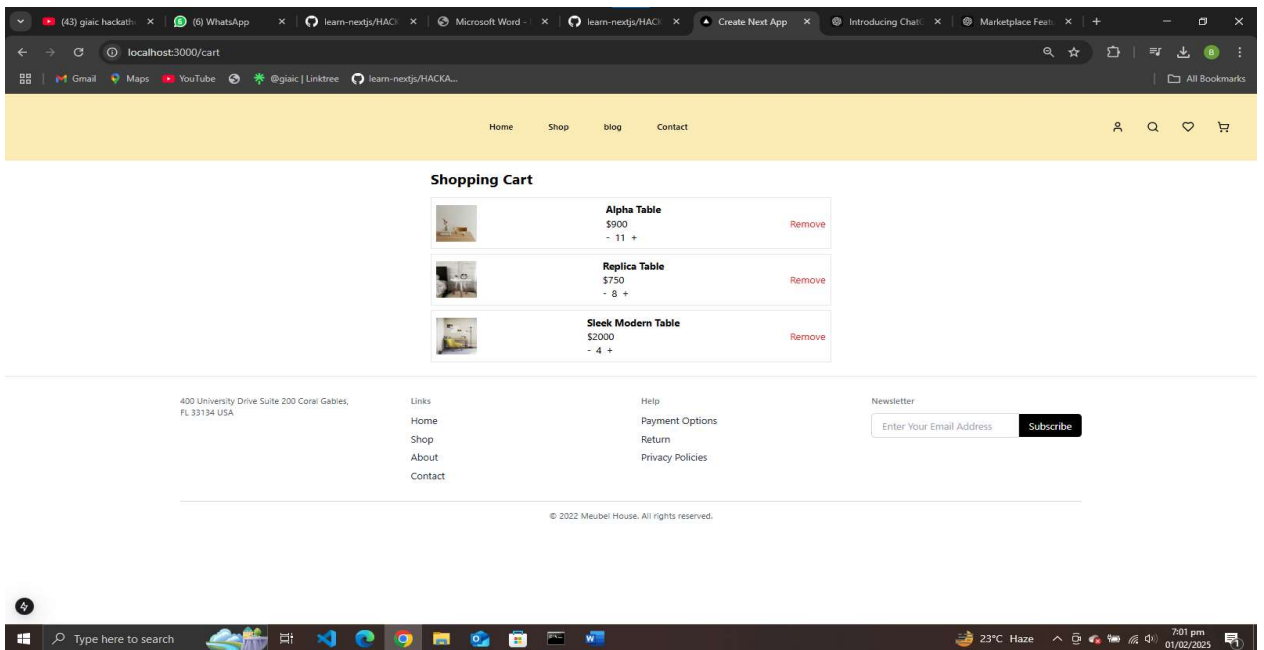 (43) giaic hackath
(6) WhatsApp
learn-nextjs/HACK
Microsoft Word -
learn-nextjs/HACK
Create Next App
Introducing Chat
Marketplace Feat
localhost:3000/cart
B
Gmail
Maps
YouTube
@giaic | Linktree
learn-nextjs/HACKA...
All Bookmarks
Home Shop blog Contact
Shopping Cart
Alpha Table
$900
- 11 +
Remove
Replica Table
$750
- 8 +
Remove
Sleek Modern Table
$2000
- 4 +
Remove
400 University Drive Suite 200 Coral Gables,
FL 33134 USA
Links
Home
Shop
About
Contact
Help
Payment Options
Return
Privacy Policies
Newsletter
Enter Your Email Address Subscribe
© 2022 Meubel House. All rights reserved.
Type here to search
23°C Haze
7:01 pm
01/02/2025